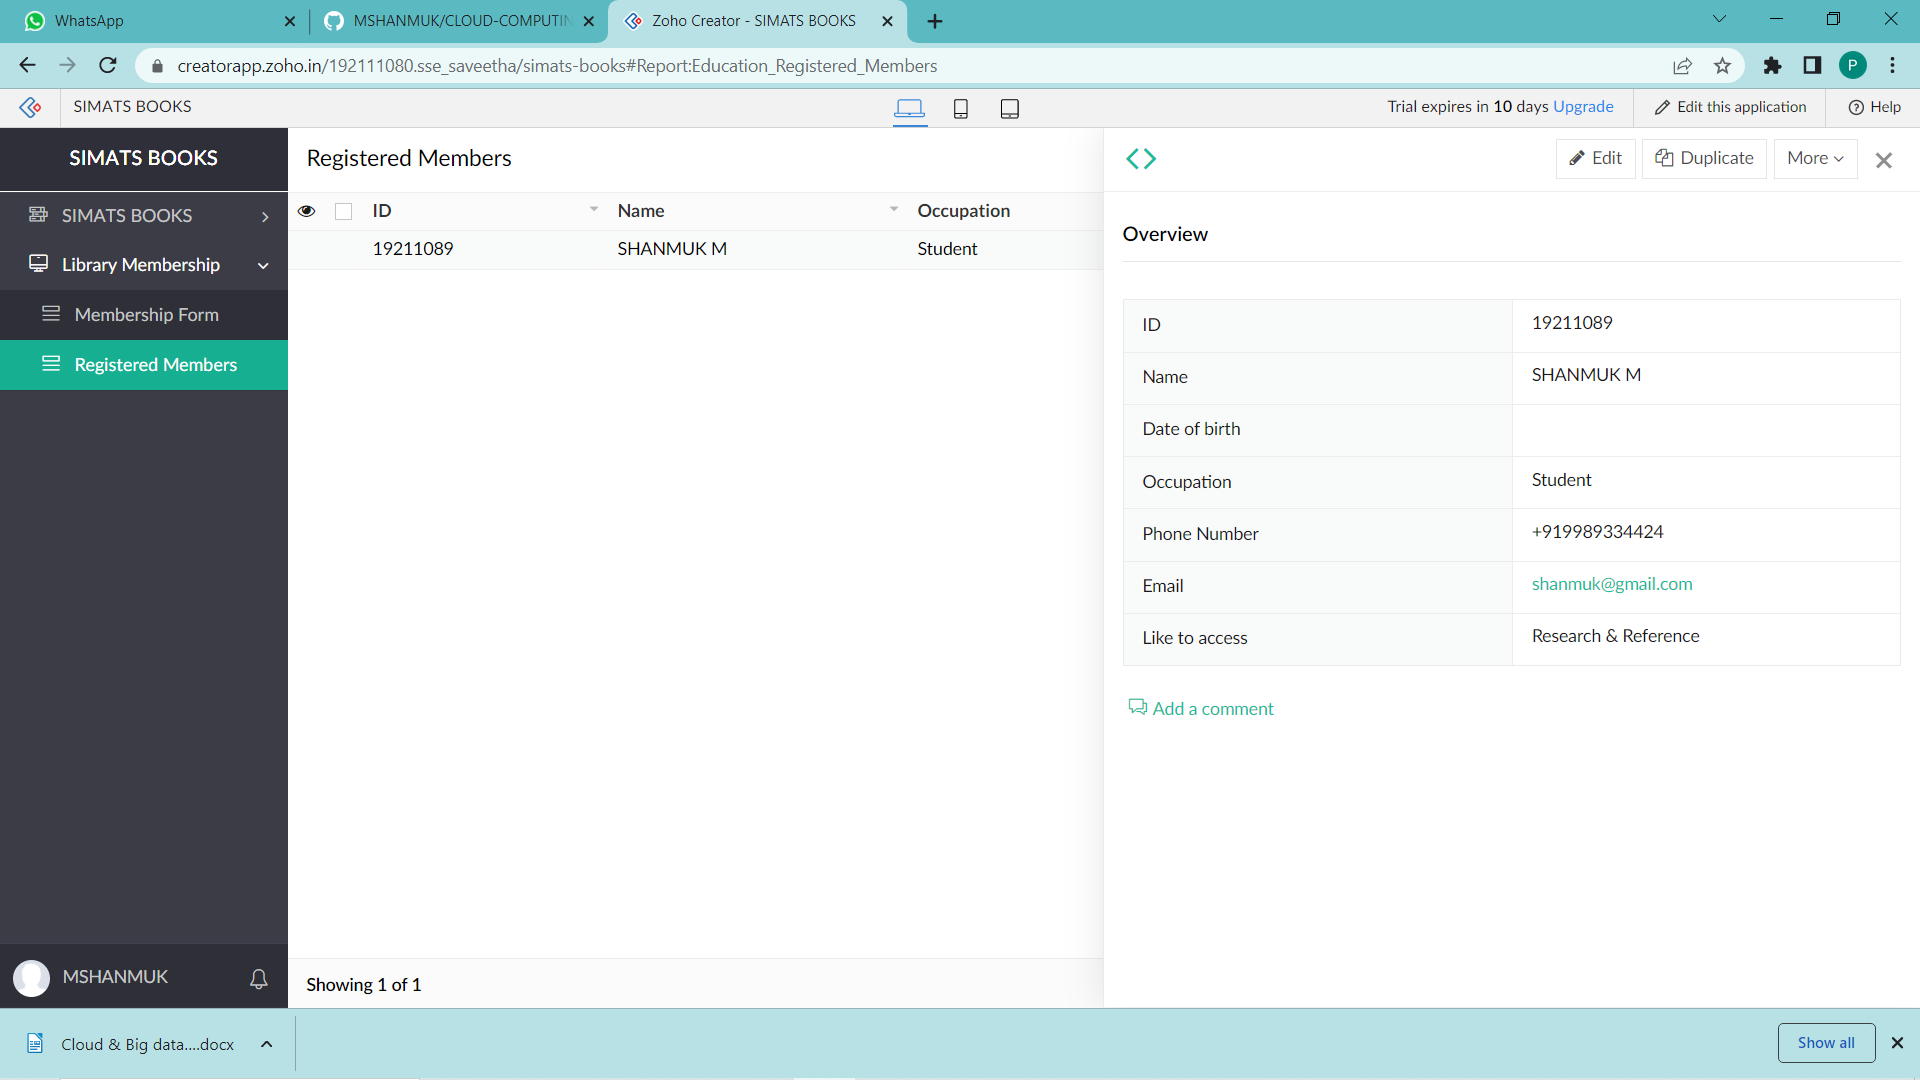 WhatsApp
MSHANMUK/CLOUD-COMPUTIN
Zoho Creator - SIMATS BOOKS
creatorapp.zoho.in/192111080.sse_saveetha/simats-books#Report:Education_Registered_Members
P
SIMATS BOOKS
Trial expires in 10 days Upgrade
Edit this application
Help
SIMATS BOOKS
SIMATS BOOKS
Library Membership
Membership Form
Registered Members
MSHANMUK
Registered Members
ID Name Occupation
19211089 SHANMUK M Student
Showing 1 of 1
Edit
Duplicate
More
Overview
ID 19211089
Name SHANMUK M
Date of birth
Occupation Student
Phone Number +919989334424
Email shanmuk@gmail.com
Like to access Research & Reference
Add a comment
Cloud & Big data....docx
Show all